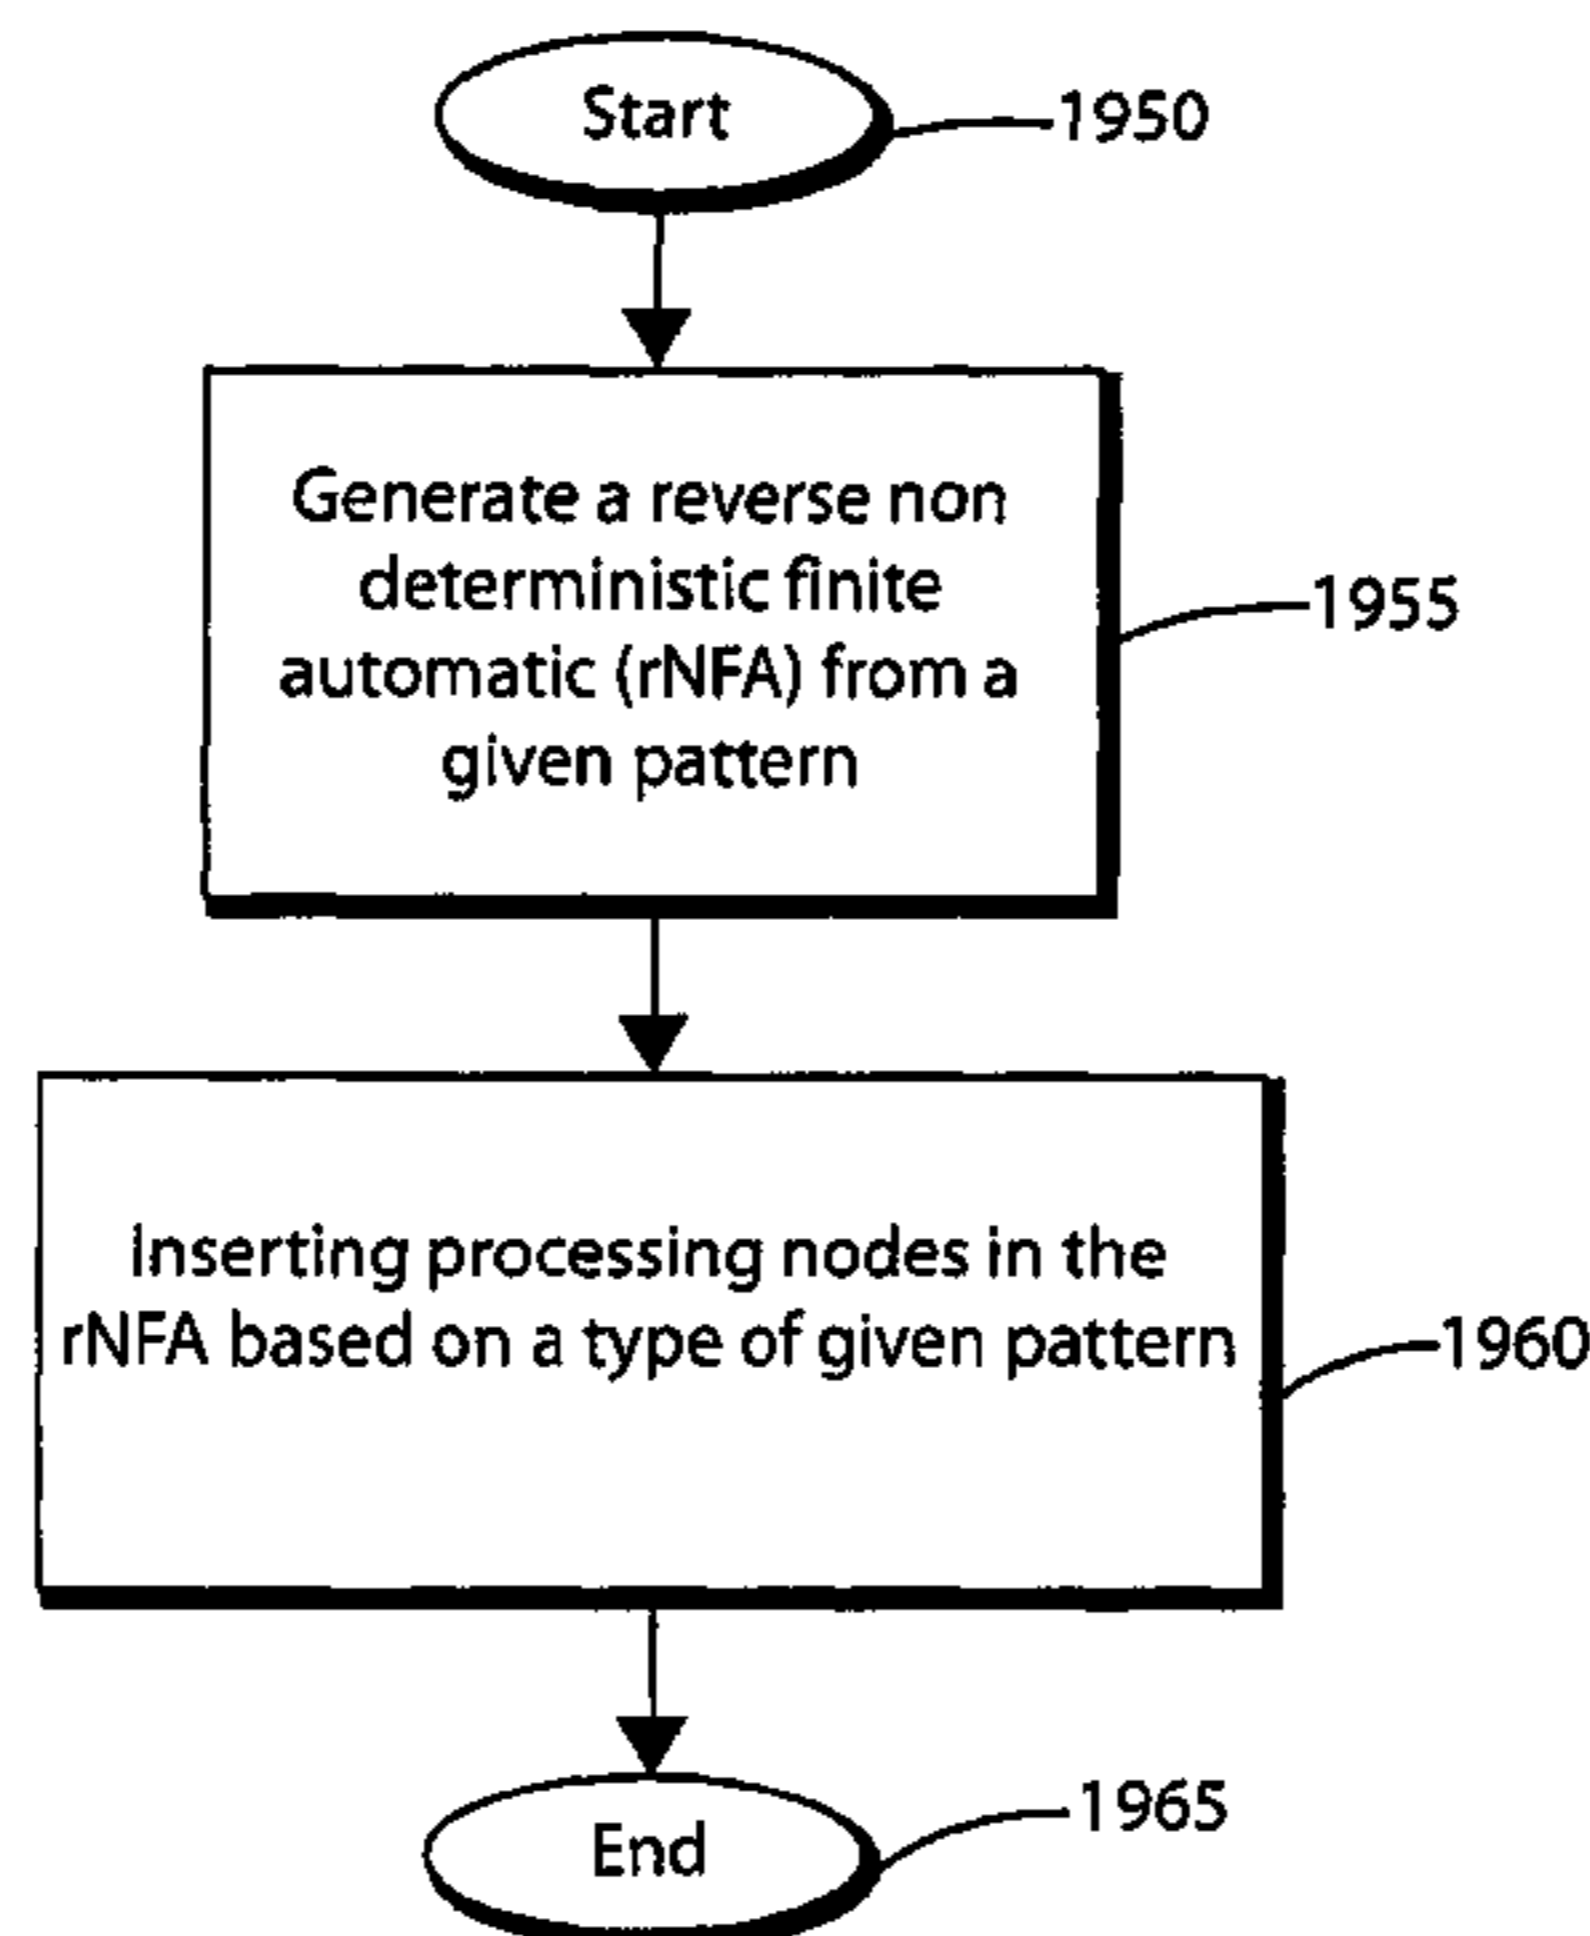 Start
1950
Generate a reverse non
deterministic finite
automatic (rNFA) from a
given pattern
1955
Inserting processing nodes in the
rNFA based on a type of given pattern
1960
End
1965